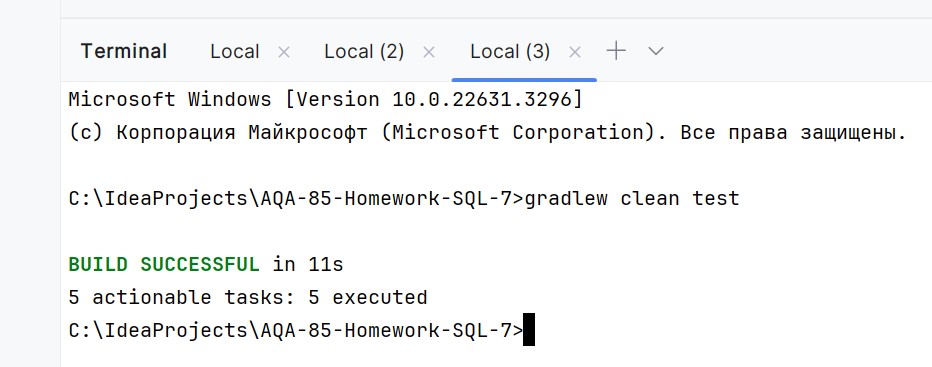 Terminal Local Local (2) Local (3)
Microsoft Windows [Version 10.0.22631.3296]
(c) Корпорация Майкрософт (Microsoft Corporation). Все права защищены.
C:\IdeaProjects\AQA-85-Homework-SQL-7>gradlew clean test
BUILD SUCCESSFUL in 11s
5 actionable tasks: 5 executed
C:\IdeaProjects\AQA-85-Homework-SQL-7>